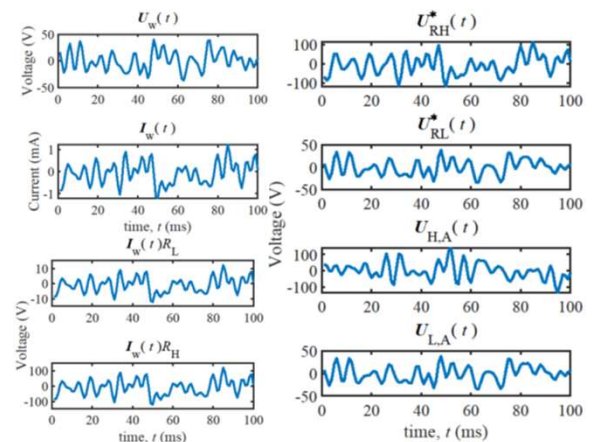 U_w(t)
Voltage (V)
50
0
-50
0 20 40 60 80 100
I_w(t)
Current (mA)
1
0
-1
0 20 40 60 80 100
time, t (ms)
I_w(t)R_L
10
0
-10
0 20 40 60 80 100
Voltage (V)
I_w(t)R_H
100
0
-100
0 20 40 60 80 100
time, t (ms)
U*_RH(t)
100
0
-100
0 20 40 60 80 100
U*_RL(t)
50
0
-50
0 20 40 60 80 100
Voltage (V)
U_H,A(t)
100
0
-100
0 20 40 60 80 100
U_L,A(t)
50
0
-50
0 20 40 60 80 100
time, t (ms)